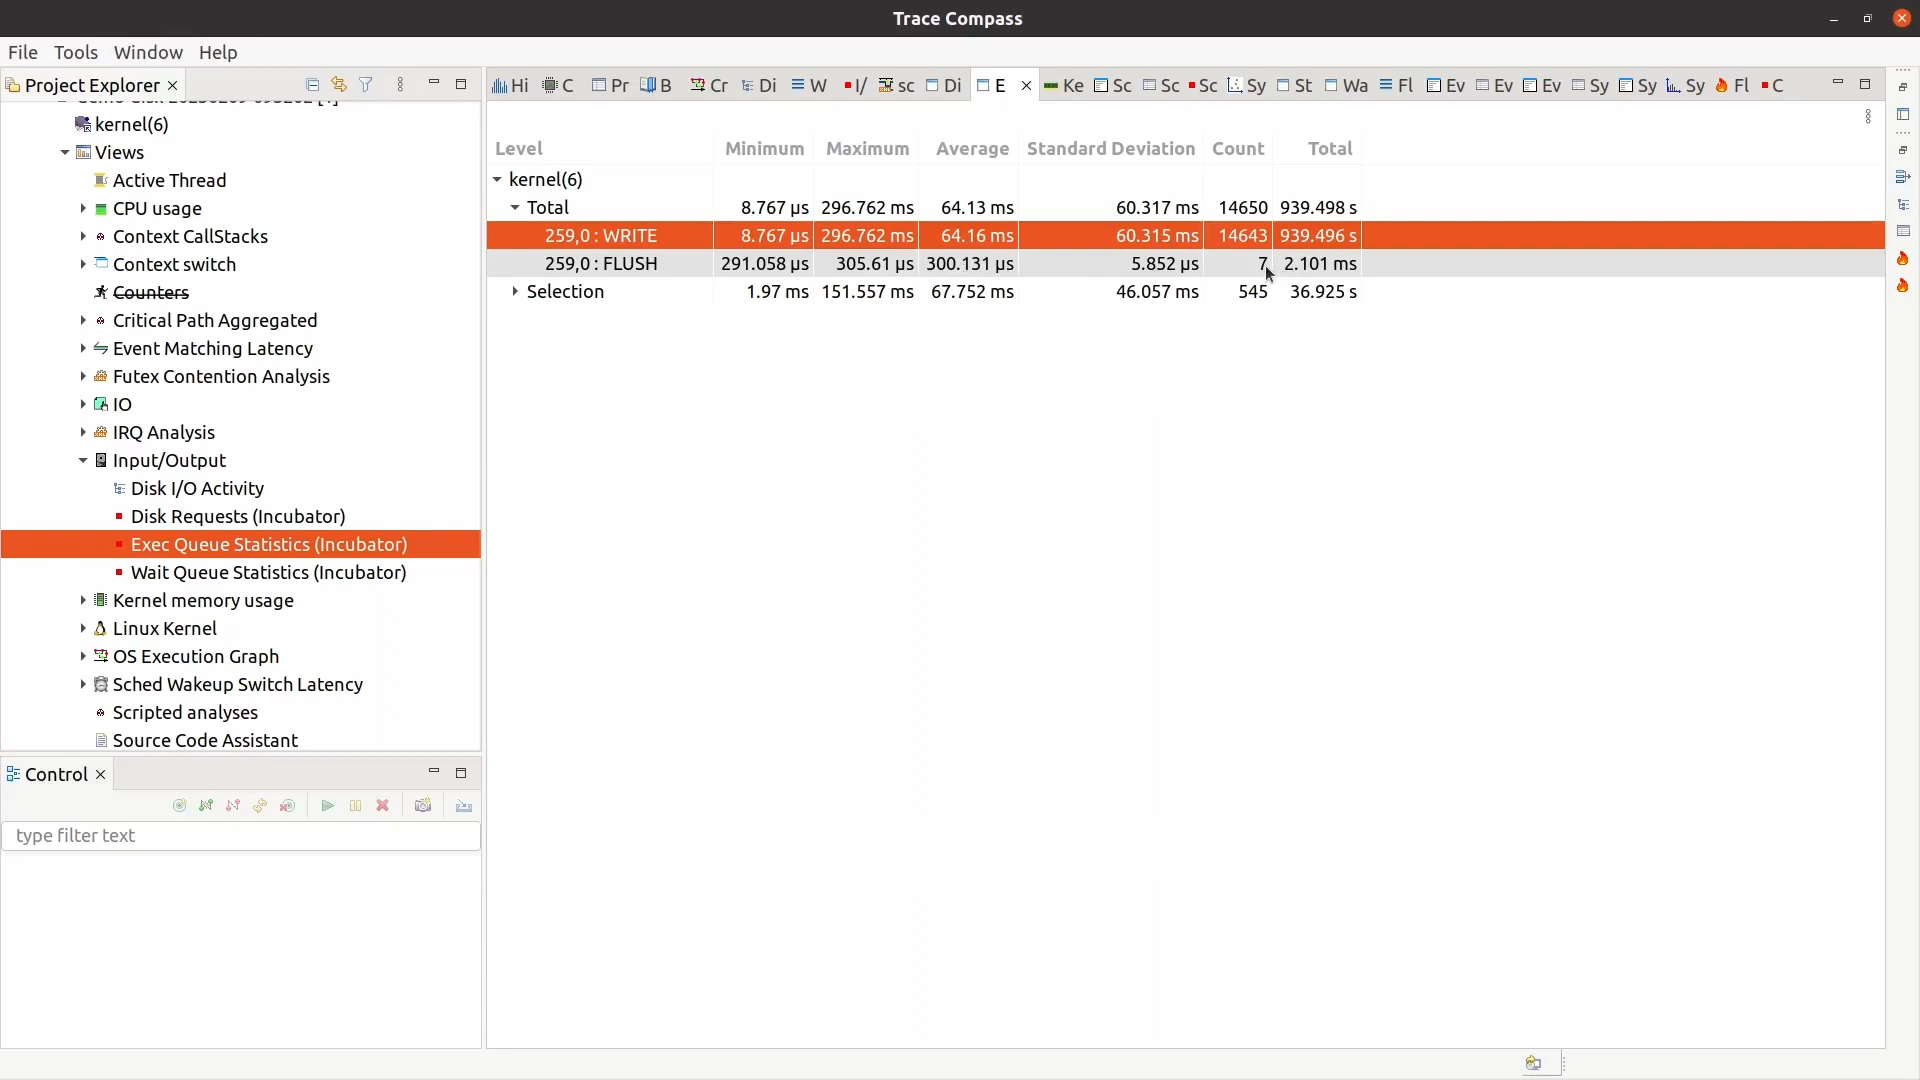 Trace Compass
File Tools Window Help
Project Explorer
Hi C Pr B Cr Di W I/ sc Di E Ke Sc Sc Sc Sy St Wa Fl Ev Ev Ev Sy Sy Sy Fl C
kernel(6)
Views
Active Thread
CPU usage
Context CallStacks
Context switch
Counters
Critical Path Aggregated
Event Matching Latency
Futex Contention Analysis
IO
IRQ Analysis
Input/Output
Disk I/O Activity
Disk Requests (Incubator)
Exec Queue Statistics (Incubator)
Wait Queue Statistics (Incubator)
Kernel memory usage
Linux Kernel
OS Execution Graph
Sched Wakeup Switch Latency
Scripted analyses
Source Code Assistant
Level Minimum Maximum Average Standard Deviation Count Total
kernel(6)
Total 8.767 µs 296.762 ms 64.13 ms 60.317 ms 14650 939.498 s
259,0 : WRITE 8.767 µs 296.762 ms 64.16 ms 60.315 ms 14643 939.496 s
259,0 : FLUSH 291.058 µs 305.61 µs 300.131 µs 5.852 µs 7 2.101 ms
Selection 1.97 ms 151.557 ms 67.752 ms 46.057 ms 545 36.925 s
Control
type filter text